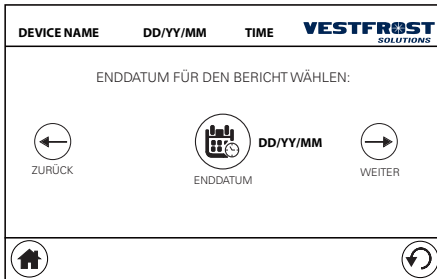 DEVICE NAME DD/YY/MM TIME VESTFROST
SOLUTIONS
ENDDATUM FÜR DEN BERICHT WÄHLEN:
DD/YY/MM
ZURÜCK
ENDDATUM
WEITER